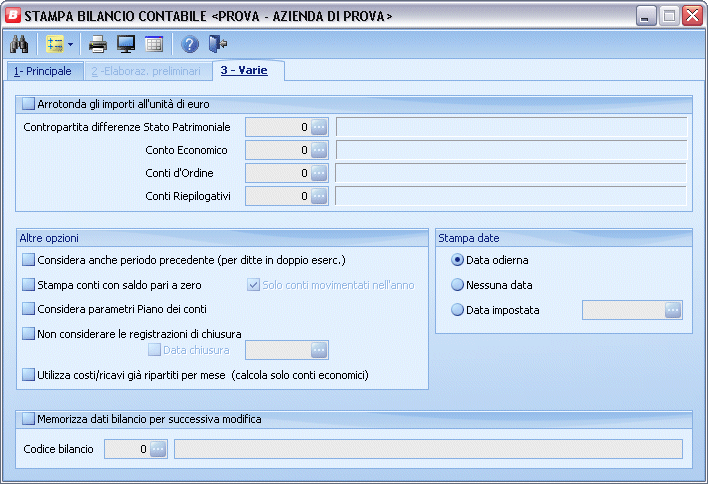 B STAMPA BILANCIO CONTABILE <PROVA - AZIENDA DI PROVA>
1- Principale 2 -Elaboraz. preliminari 3 - Varie
Arrotonda gli importi all'unità di euro
Contropartita differenze Stato Patrimoniale 0 ...
Conto Economico 0 ...
Conti d'Ordine 0 ...
Conti Riepilogativi 0 ...
Altre opzioni
Considera anche periodo precedente (per ditte in doppio eserc.)
Stampa conti con saldo pari a zero Solo conti movimentati nell'anno
Considera parametri Piano dei conti
Non considerare le registrazioni di chiusura
Data chiusura ...
Utilizza costi/ricavi già ripartiti per mese (calcola solo conti economici)
Stampa date
Data odierna
Nessuna data
Data impostata ...
Memorizza dati bilancio per successiva modifica
Codice bilancio 0 ...